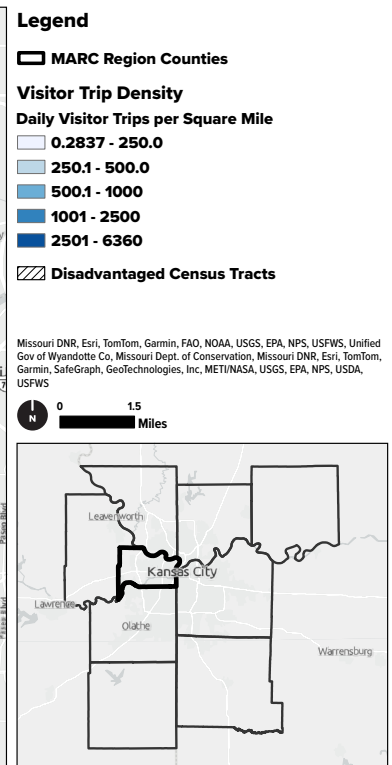 Legend
MARC Region Counties
Visitor Trip Density
Daily Visitor Trips per Square Mile
0.2837 - 250.0
250.1 - 500.0
500.1 - 1000
1001 - 2500
2501 - 6360
Disadvantaged Census Tracts
Missouri DNR, Esri, TomTom, Garmin, FAO, NOAA, USGS, EPA, NPS, USFWS, Unified
Gov of Wyandotte Co, Missouri Dept. of Conservation, Missouri DNR, Esri, TomTom,
Garmin, SafeGraph, GeoTechnologies, Inc, METI/NASA, USGS, EPA, NPS, USDA,
USFWS
N
0 1.5
Miles
Leavenworth
Kansas City
Lawrence
Olathe
Warrensburg